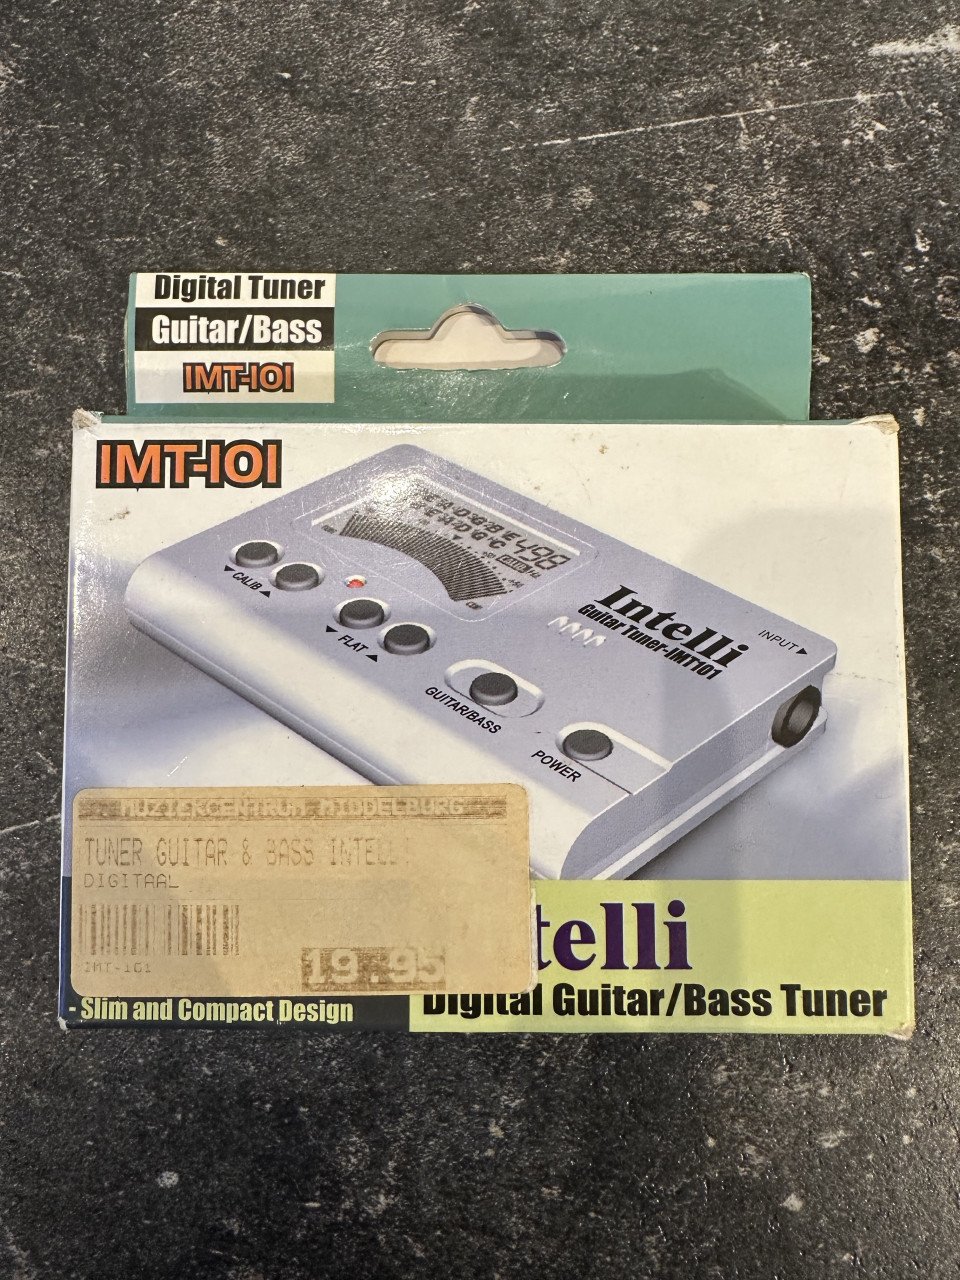 Digital Tuner
Guitar/Bass
IMT-101
IMT-101
E A D G B E
B E A D G C
498
Hz
CALIB
FLAT
GUITAR/BASS
POWER
Intelli
Guitar Tuner-IMT101
INPUT
MUZIEKCENTRUM MIDDELBURG
TUNER GUITAR & BASS INTELLI
DIGITAAL
IMT-101
19.95
telli
Digital Guitar/Bass Tuner
- Slim and Compact Design